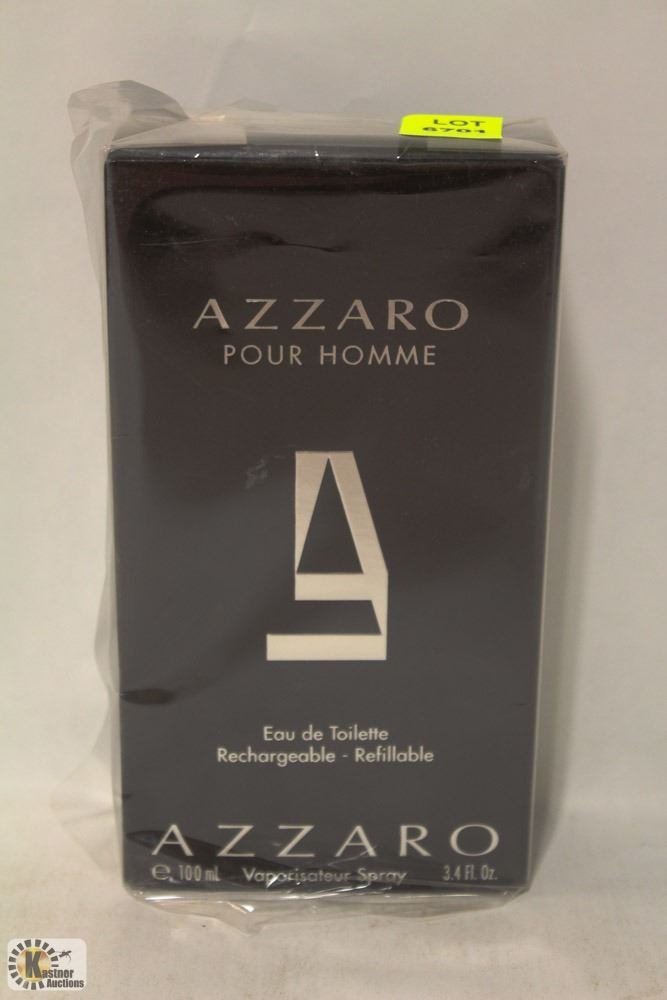 LOT
6701
AZZARO
POUR HOMME
Eau de Toilette
Rechargeable - Refillable
AZZARO
℮ 100 mL Vaporisateur Spray 3.4 Fl. Oz.
Kastner
Auctions